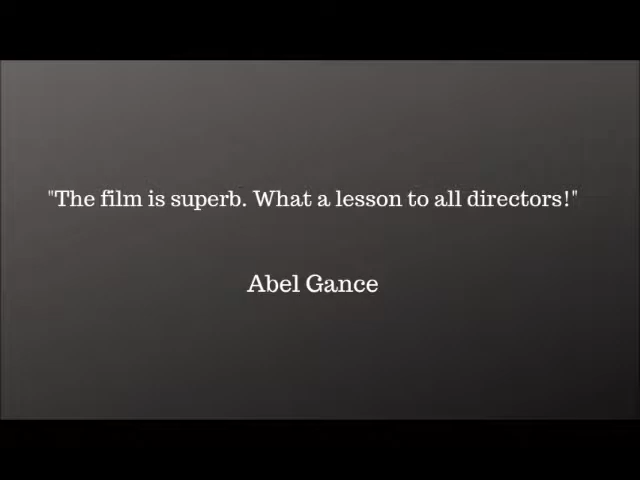 "The film is superb. What a lesson to all directors!"
Abel Gance